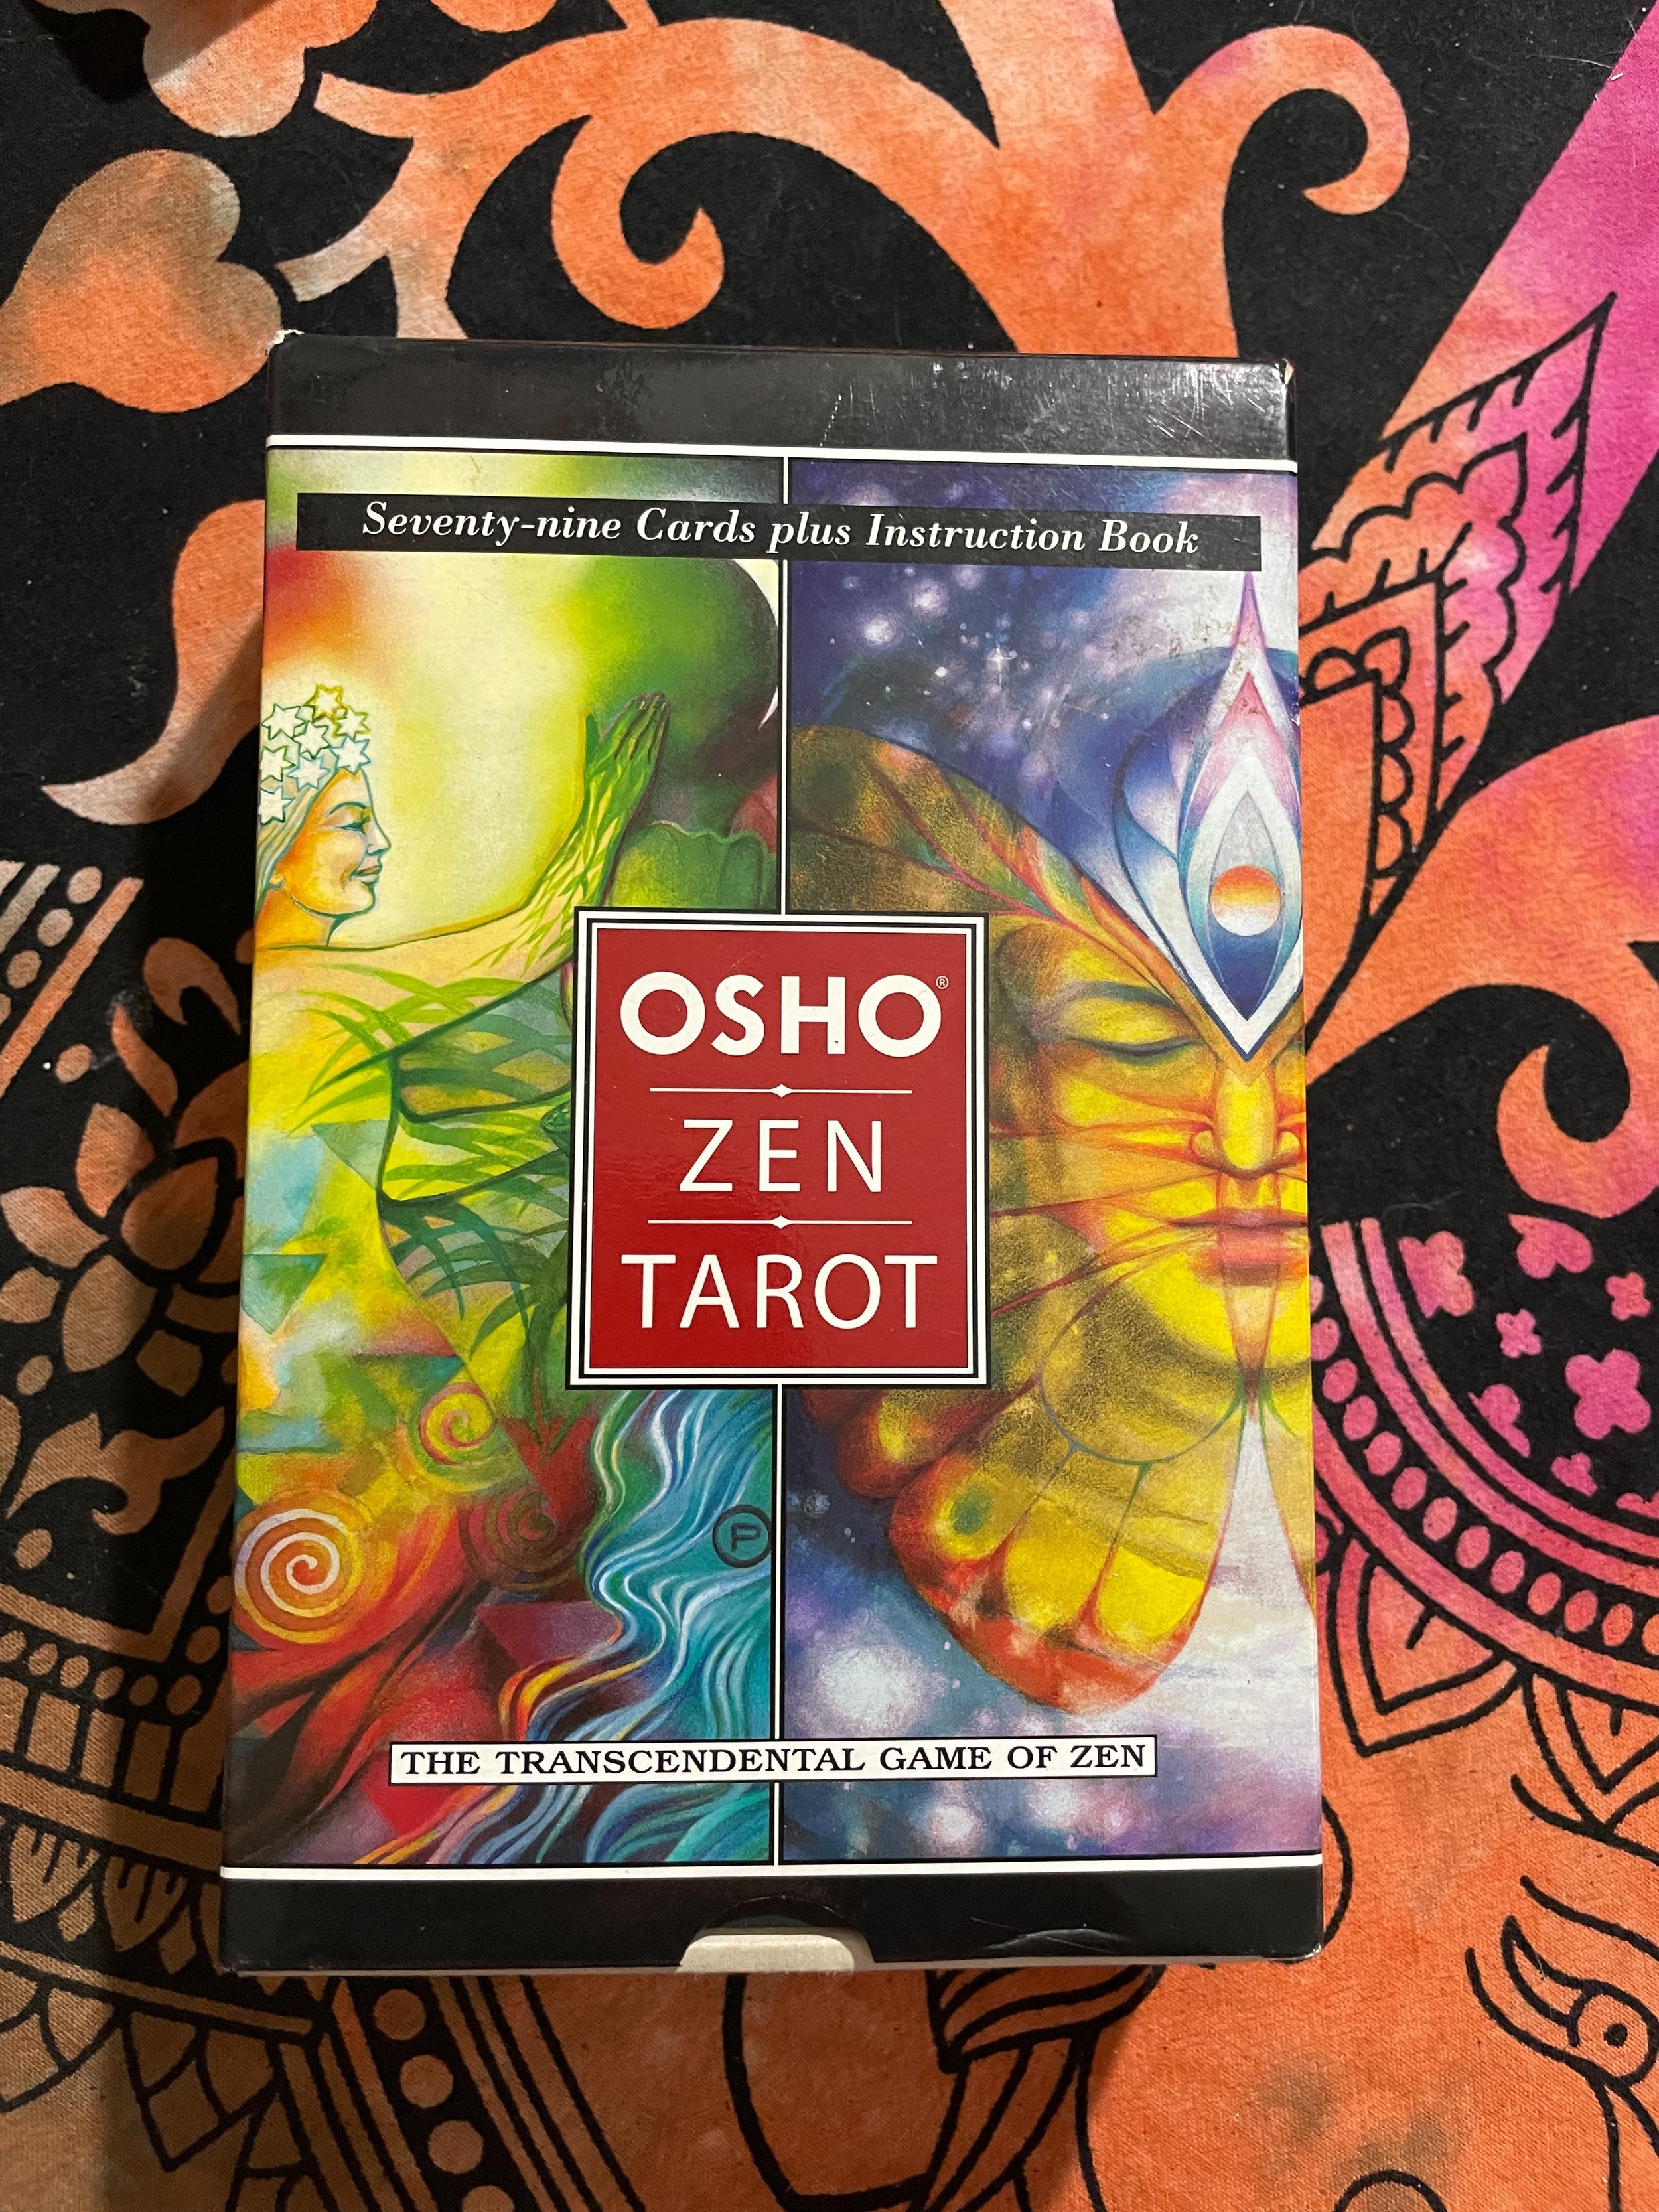 Seventy-nine Cards plus Instruction Book
OSHO®
ZEN
TAROT
P
THE TRANSCENDENTAL GAME OF ZEN